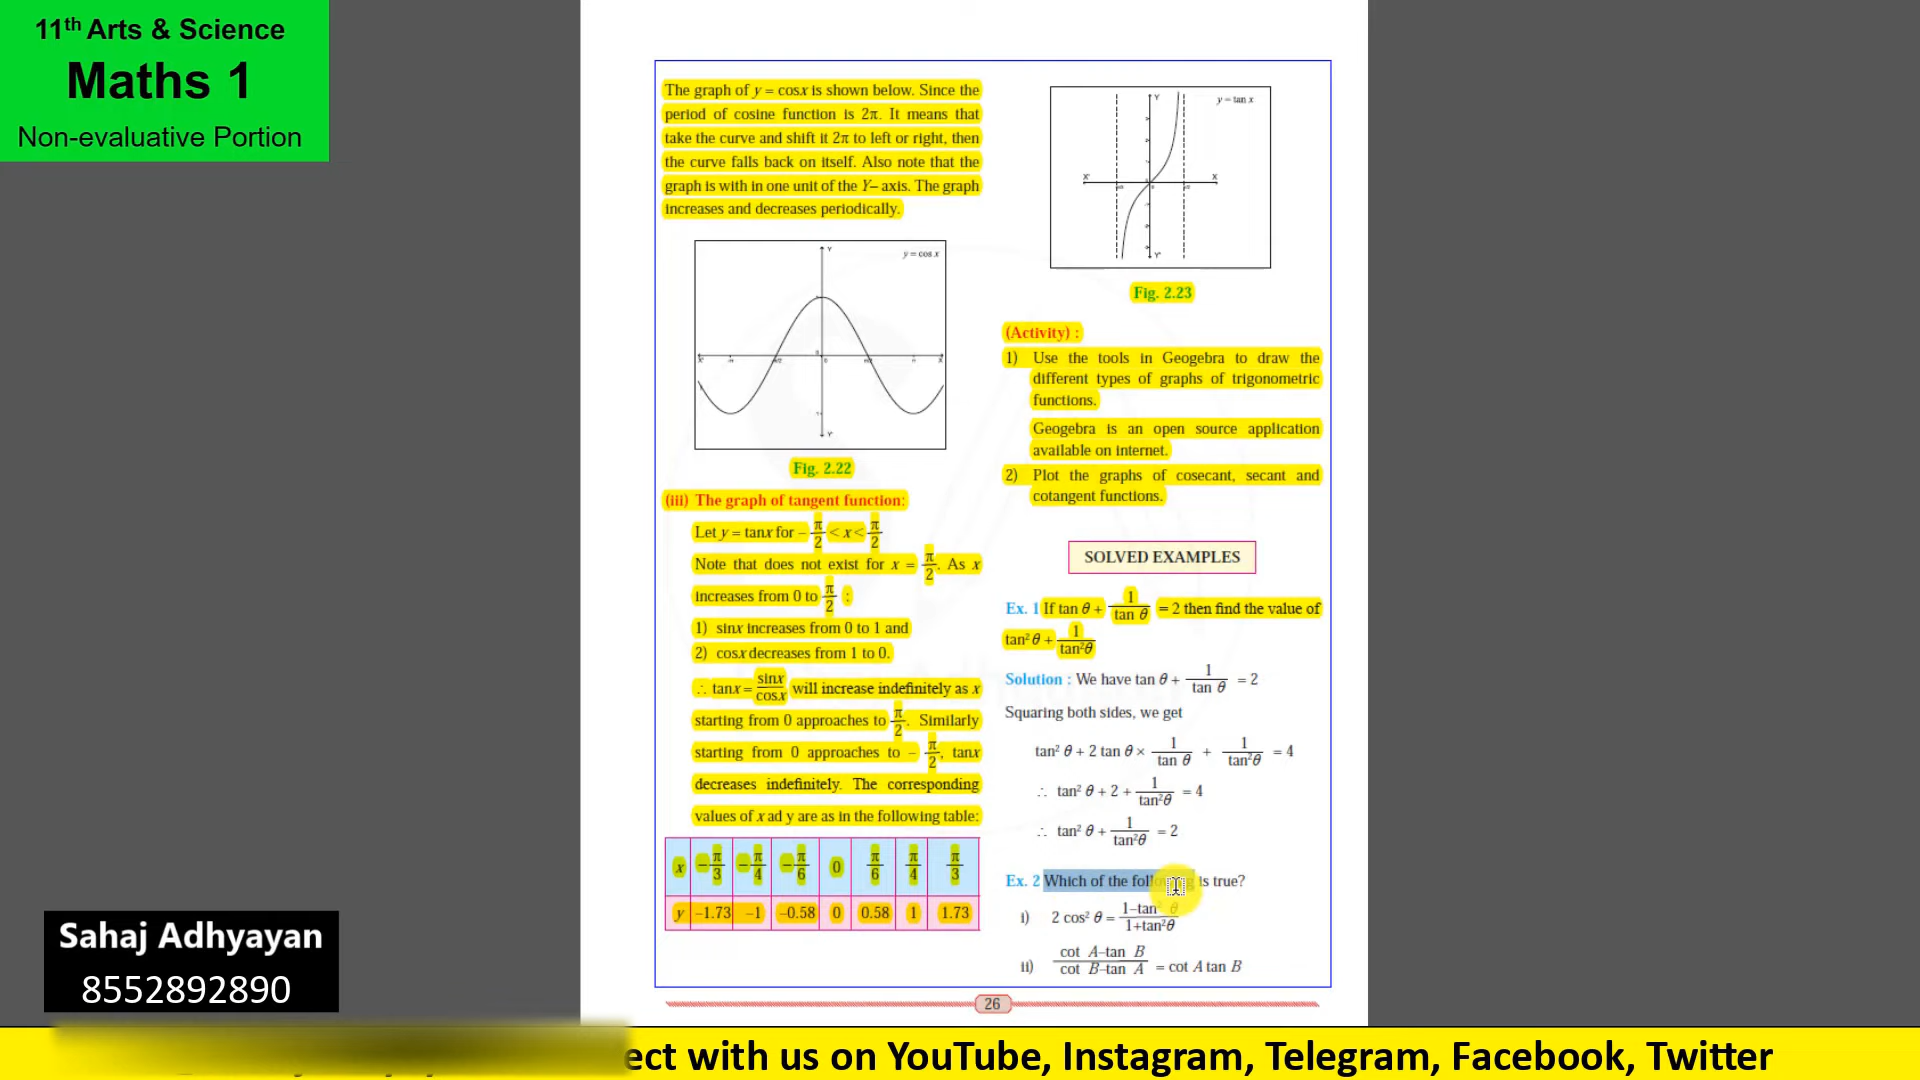 11th Arts & Science
Maths 1
Non-evaluative Portion
The graph of y = cosx is shown below. Since the
period of cosine function is 2π. It means that
take the curve and shift it 2π to left or right, then
the curve falls back on itself. Also note that the
graph is with in one unit of the Y– axis. The graph
increases and decreases periodically.
y = cos x
Fig. 2.22
(iii) The graph of tangent function:
Let y = tanx for – π/2 < x < π/2
Note that does not exist for x = π/2. As x
increases from 0 to π/2 :
1) sinx increases from 0 to 1 and
2) cosx decreases from 1 to 0.
∴ tanx = sinx/cosx will increase indefinitely as x
starting from 0 approaches to π/2. Similarly
starting from 0 approaches to – π/2, tanx
decreases indefinitely. The corresponding
values of x ad y are as in the following table:
x –π/3 –π/4 –π/6 0 π/6 π/4 π/3
y –1.73 –1 –0.58 0 0.58 1 1.73
y = tan x
Fig. 2.23
(Activity) :
1) Use the tools in Geogebra to draw the
different types of graphs of trigonometric
functions.
Geogebra is an open source application
available on internet.
2) Plot the graphs of cosecant, secant and
cotangent functions.
SOLVED EXAMPLES
Ex. 1 If tan θ + 1/tan θ = 2 then find the value of
tan² θ + 1/tan²θ
Solution : We have tan θ + 1/tan θ = 2
Squaring both sides, we get
tan² θ + 2 tan θ × 1/tan θ + 1/tan²θ = 4
∴ tan² θ + 2 + 1/tan²θ = 4
∴ tan² θ + 1/tan²θ = 2
Ex. 2 Which of the following is true?
i) 2 cos² θ = 1–tan² θ/1+tan²θ
ii) cot A–tan B/cot B–tan A = cot A tan B
26
Sahaj Adhyayan
8552892890
ect with us on YouTube, Instagram, Telegram, Facebook, Twitter